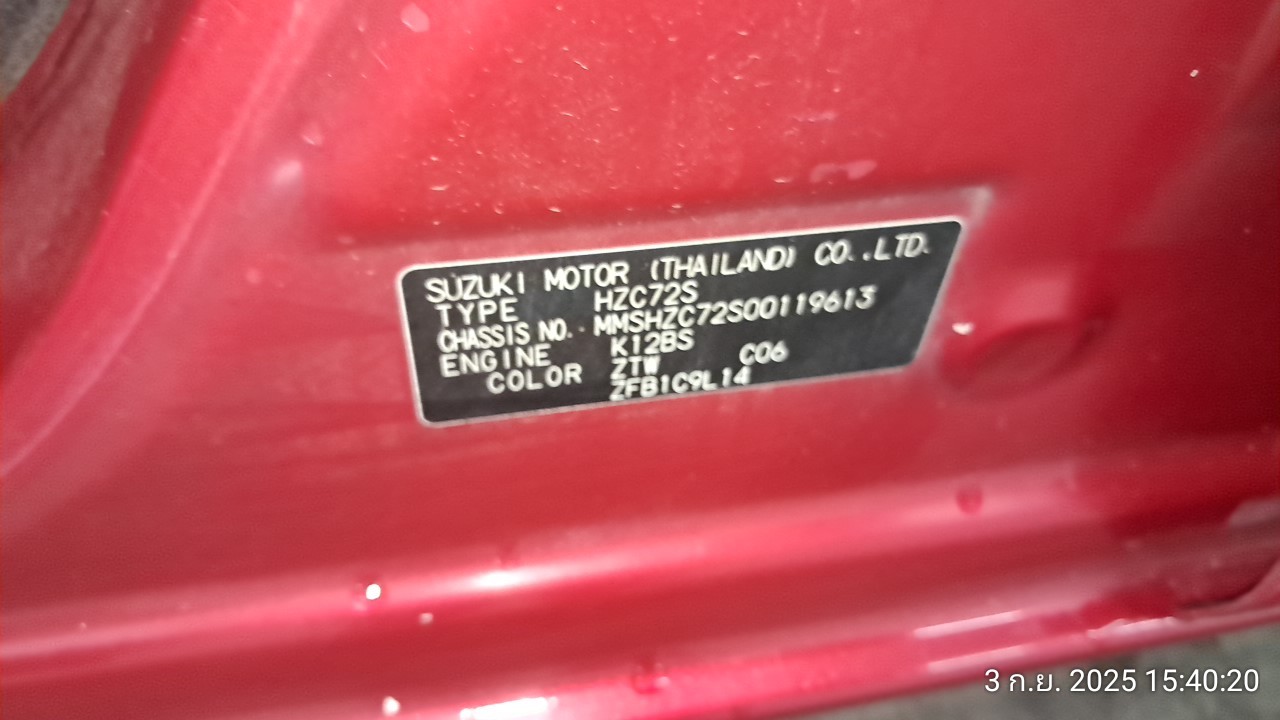 SUZUKI MOTOR (THAILAND) CO.,LTD.
TYPE HZC72S
CHASSIS NO. MMSHZC72S00119613
ENGINE K12BS
COLOR ZTW C06
ZFB1C9L14
3 ก.ย. 2025 15:40:20